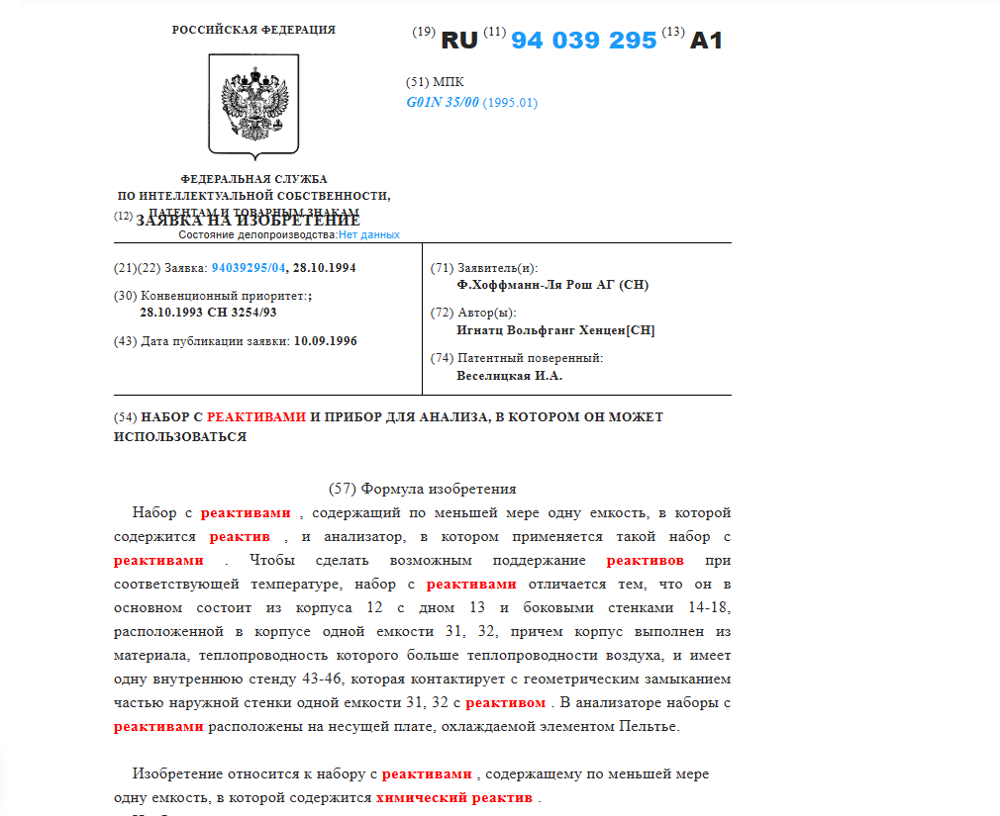 РОССИЙСКАЯ ФЕДЕРАЦИЯ
(19) RU (11) 94 039 295 (13) A1
(51) МПК
G01N 35/00 (1995.01)
ФЕДЕРАЛЬНАЯ СЛУЖБА
ПО ИНТЕЛЛЕКТУАЛЬНОЙ СОБСТВЕННОСТИ,
ПАТЕНТАМ И ТОВАРНЫМ ЗНАКАМ
(12) ЗАЯВКА НА ИЗОБРЕТЕНИЕ
Состояние делопроизводства:Нет данных
(21)(22) Заявка: 94039295/04, 28.10.1994
(30) Конвенционный приоритет:;
28.10.1993 CH 3254/93
(43) Дата публикации заявки: 10.09.1996
(71) Заявитель(и):
Ф.Хоффманн-Ля Рош АГ (CH)
(72) Автор(ы):
Игнатц Вольфганг Хенцен[CH]
(74) Патентный поверенный:
Веселицкая И.А.
(54) НАБОР С РЕАКТИВАМИ И ПРИБОР ДЛЯ АНАЛИЗА, В КОТОРОМ ОН МОЖЕТ
ИСПОЛЬЗОВАТЬСЯ
(57) Формула изобретения
Набор с реактивами , содержащий по меньшей мере одну емкость, в которой
содержится реактив , и анализатор, в котором применяется такой набор с
реактивами . Чтобы сделать возможным поддержание реактивов при
соответствующей температуре, набор с реактивами отличается тем, что он в
основном состоит из корпуса 12 с дном 13 и боковыми стенками 14-18,
расположенной в корпусе одной емкости 31, 32, причем корпус выполнен из
материала, теплопроводность которого больше теплопроводности воздуха, и имеет
одну внутреннюю стенду 43-46, которая контактирует с геометрическим замыканием
частью наружной стенки одной емкости 31, 32 с реактивом . В анализаторе наборы с
реактивами расположены на несущей плате, охлаждаемой элементом Пельтье.
Изобретение относится к набору с реактивами , содержащему по меньшей мере
одну емкость, в которой содержится химический реактив .